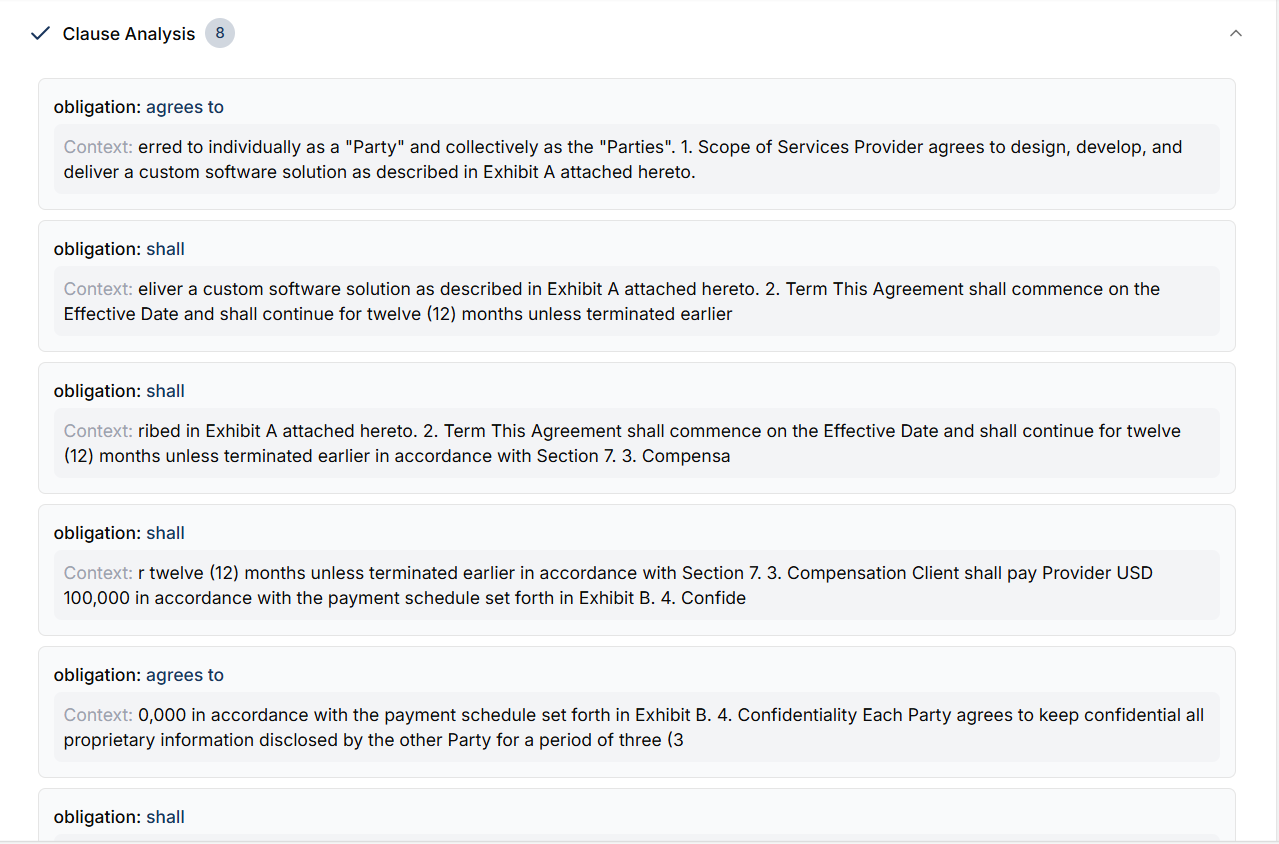 Clause Analysis 8
obligation: agrees to
Context: erred to individually as a "Party" and collectively as the "Parties". 1. Scope of Services Provider agrees to design, develop, and
deliver a custom software solution as described in Exhibit A attached hereto.
obligation: shall
Context: eliver a custom software solution as described in Exhibit A attached hereto. 2. Term This Agreement shall commence on the
Effective Date and shall continue for twelve (12) months unless terminated earlier
obligation: shall
Context: ribed in Exhibit A attached hereto. 2. Term This Agreement shall commence on the Effective Date and shall continue for twelve
(12) months unless terminated earlier in accordance with Section 7. 3. Compensa
obligation: shall
Context: r twelve (12) months unless terminated earlier in accordance with Section 7. 3. Compensation Client shall pay Provider USD
100,000 in accordance with the payment schedule set forth in Exhibit B. 4. Confide
obligation: agrees to
Context: 0,000 in accordance with the payment schedule set forth in Exhibit B. 4. Confidentiality Each Party agrees to keep confidential all
proprietary information disclosed by the other Party for a period of three (3
obligation: shall